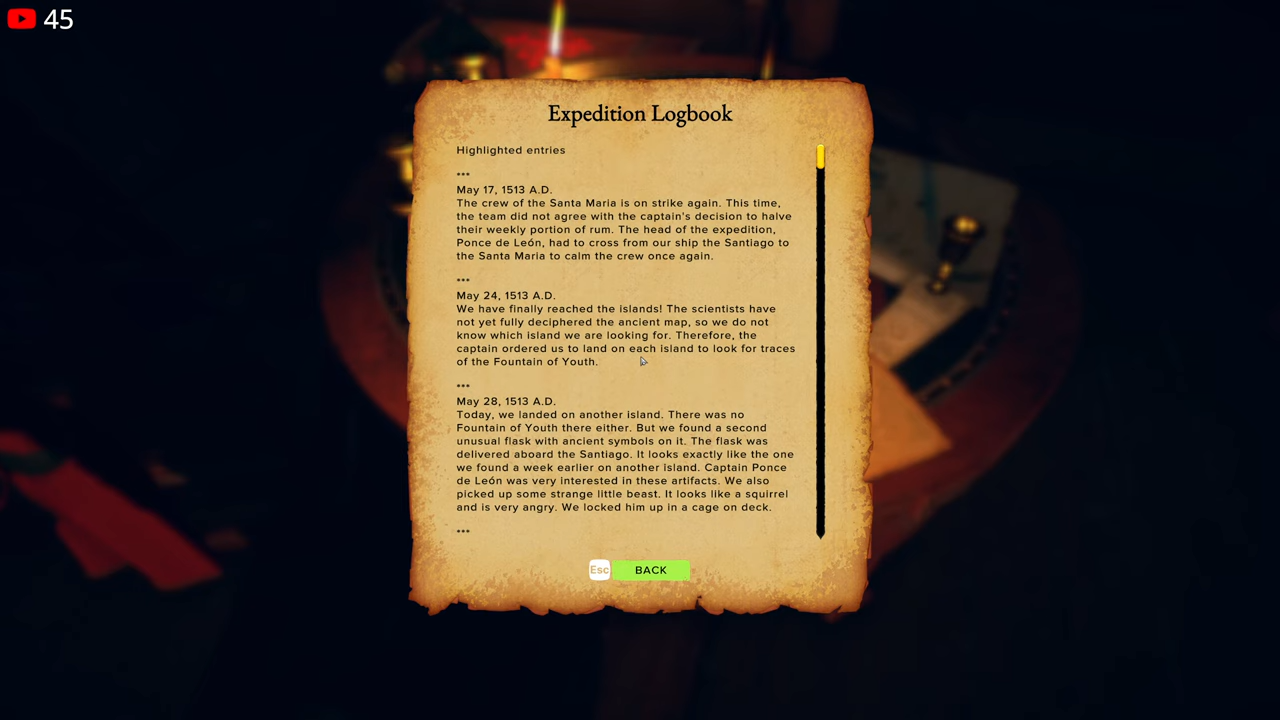 45
Expedition Logbook
Highlighted entries
***
May 17, 1513 A.D.
The crew of the Santa Maria is on strike again. This time,
the team did not agree with the captain's decision to halve
their weekly portion of rum. The head of the expedition,
Ponce de León, had to cross from our ship the Santiago to
the Santa Maria to calm the crew once again.
***
May 24, 1513 A.D.
We have finally reached the islands! The scientists have
not yet fully deciphered the ancient map, so we do not
know which island we are looking for. Therefore, the
captain ordered us to land on each island to look for traces
of the Fountain of Youth.
***
May 28, 1513 A.D.
Today, we landed on another island. There was no
Fountain of Youth there either. But we found a second
unusual flask with ancient symbols on it. The flask was
delivered aboard the Santiago. It looks exactly like the one
we found a week earlier on another island. Captain Ponce
de León was very interested in these artifacts. We also
picked up some strange little beast. It looks like a squirrel
and is very angry. We locked him up in a cage on deck.
***
Esc BACK